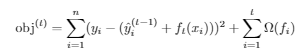 obj^{(t)} = \sum_{i=1}^{n} (y_i - (\hat{y}_i^{(t-1)} + f_t(x_i)))^2 + \sum_{i=1}^{t} \Omega(f_i)